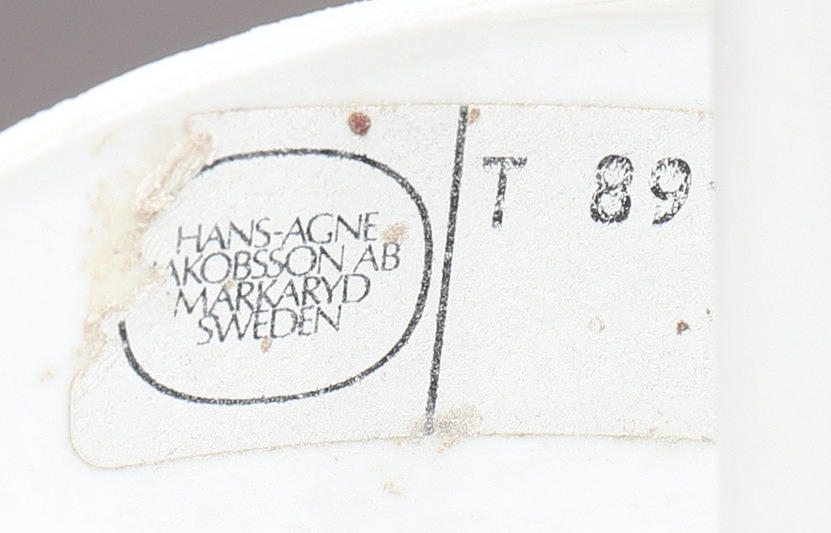 HANS-AGNE
AKOBSSON AB
MARKARYD
SWEDEN
T 89